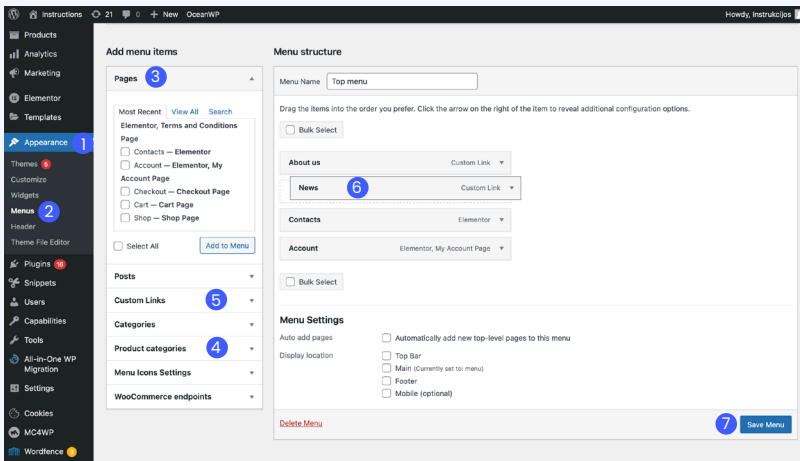 Instructions 21 0 + New OceanWP Howdy, Instrukcijos
Products
Analytics
Marketing
Elementor
Templates
Appearance 1
Themes 5
Customize
Widgets
Menus 2
Header
Theme File Editor
Plugins 16
Snippets
Users
Capabilities
Tools
All-in-One WP
Migration
Settings
Cookies
MC4WP
Wordfence 3
Add menu items
Pages 3
Most Recent View All Search
Elementor, Terms and Conditions
Page
Contacts — Elementor
Account — Elementor, My
Account Page
Checkout — Checkout Page
Cart — Cart Page
Shop — Shop Page
Select All Add to Menu
Posts
Custom Links 5
Categories
Product categories 4
Menu Icons Settings
WooCommerce endpoints
Menu structure
Menu Name Top menu
Drag the items into the order you prefer. Click the arrow on the right of the item to reveal additional configuration options.
Bulk Select
About us Custom Link
News 6 Custom Link
Contacts Elementor
Account Elementor, My Account Page
Bulk Select
Menu Settings
Auto add pages Automatically add new top-level pages to this menu
Display location Top Bar
Main (Currently set to: menu)
Footer
Mobile (optional)
Delete Menu 7 Save Menu